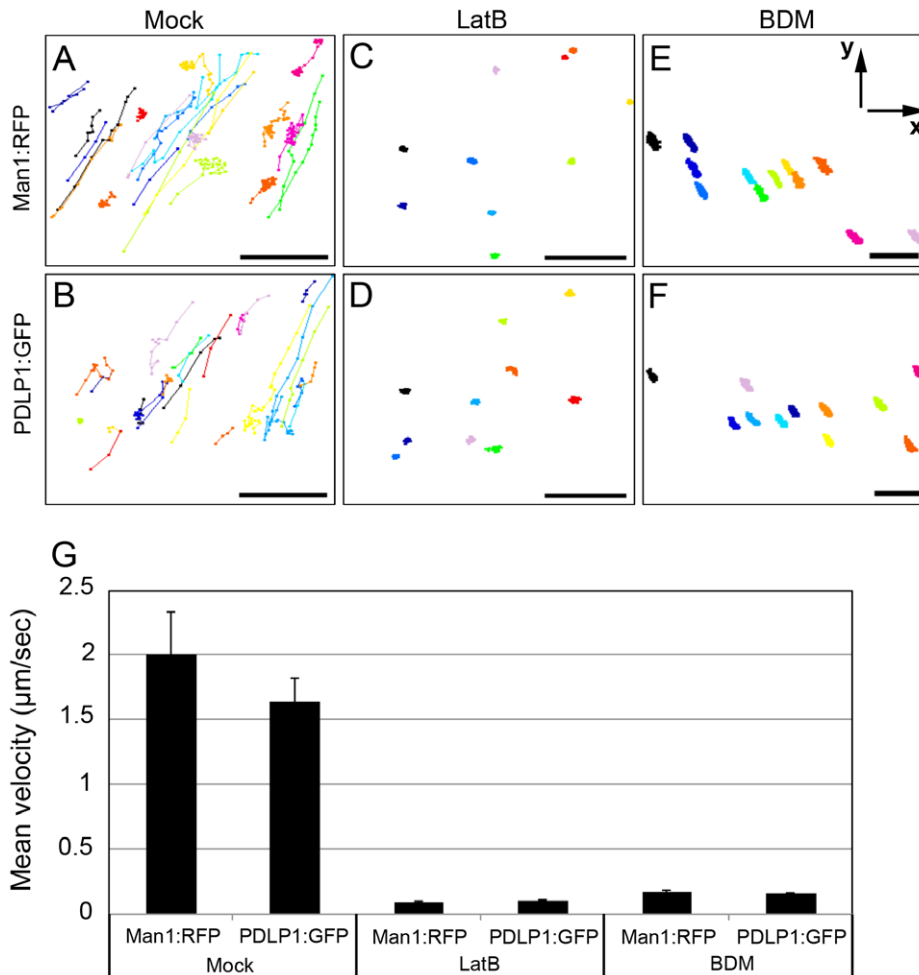 Mock LatB BDM
A C E
y
x
Man1:RFP
B D F
PDLP1:GFP
G
Mean velocity (µm/sec)
2.5
2
1.5
1
0.5
0
Man1:RFP PDLP1:GFP Man1:RFP PDLP1:GFP Man1:RFP PDLP1:GFP
Mock LatB BDM